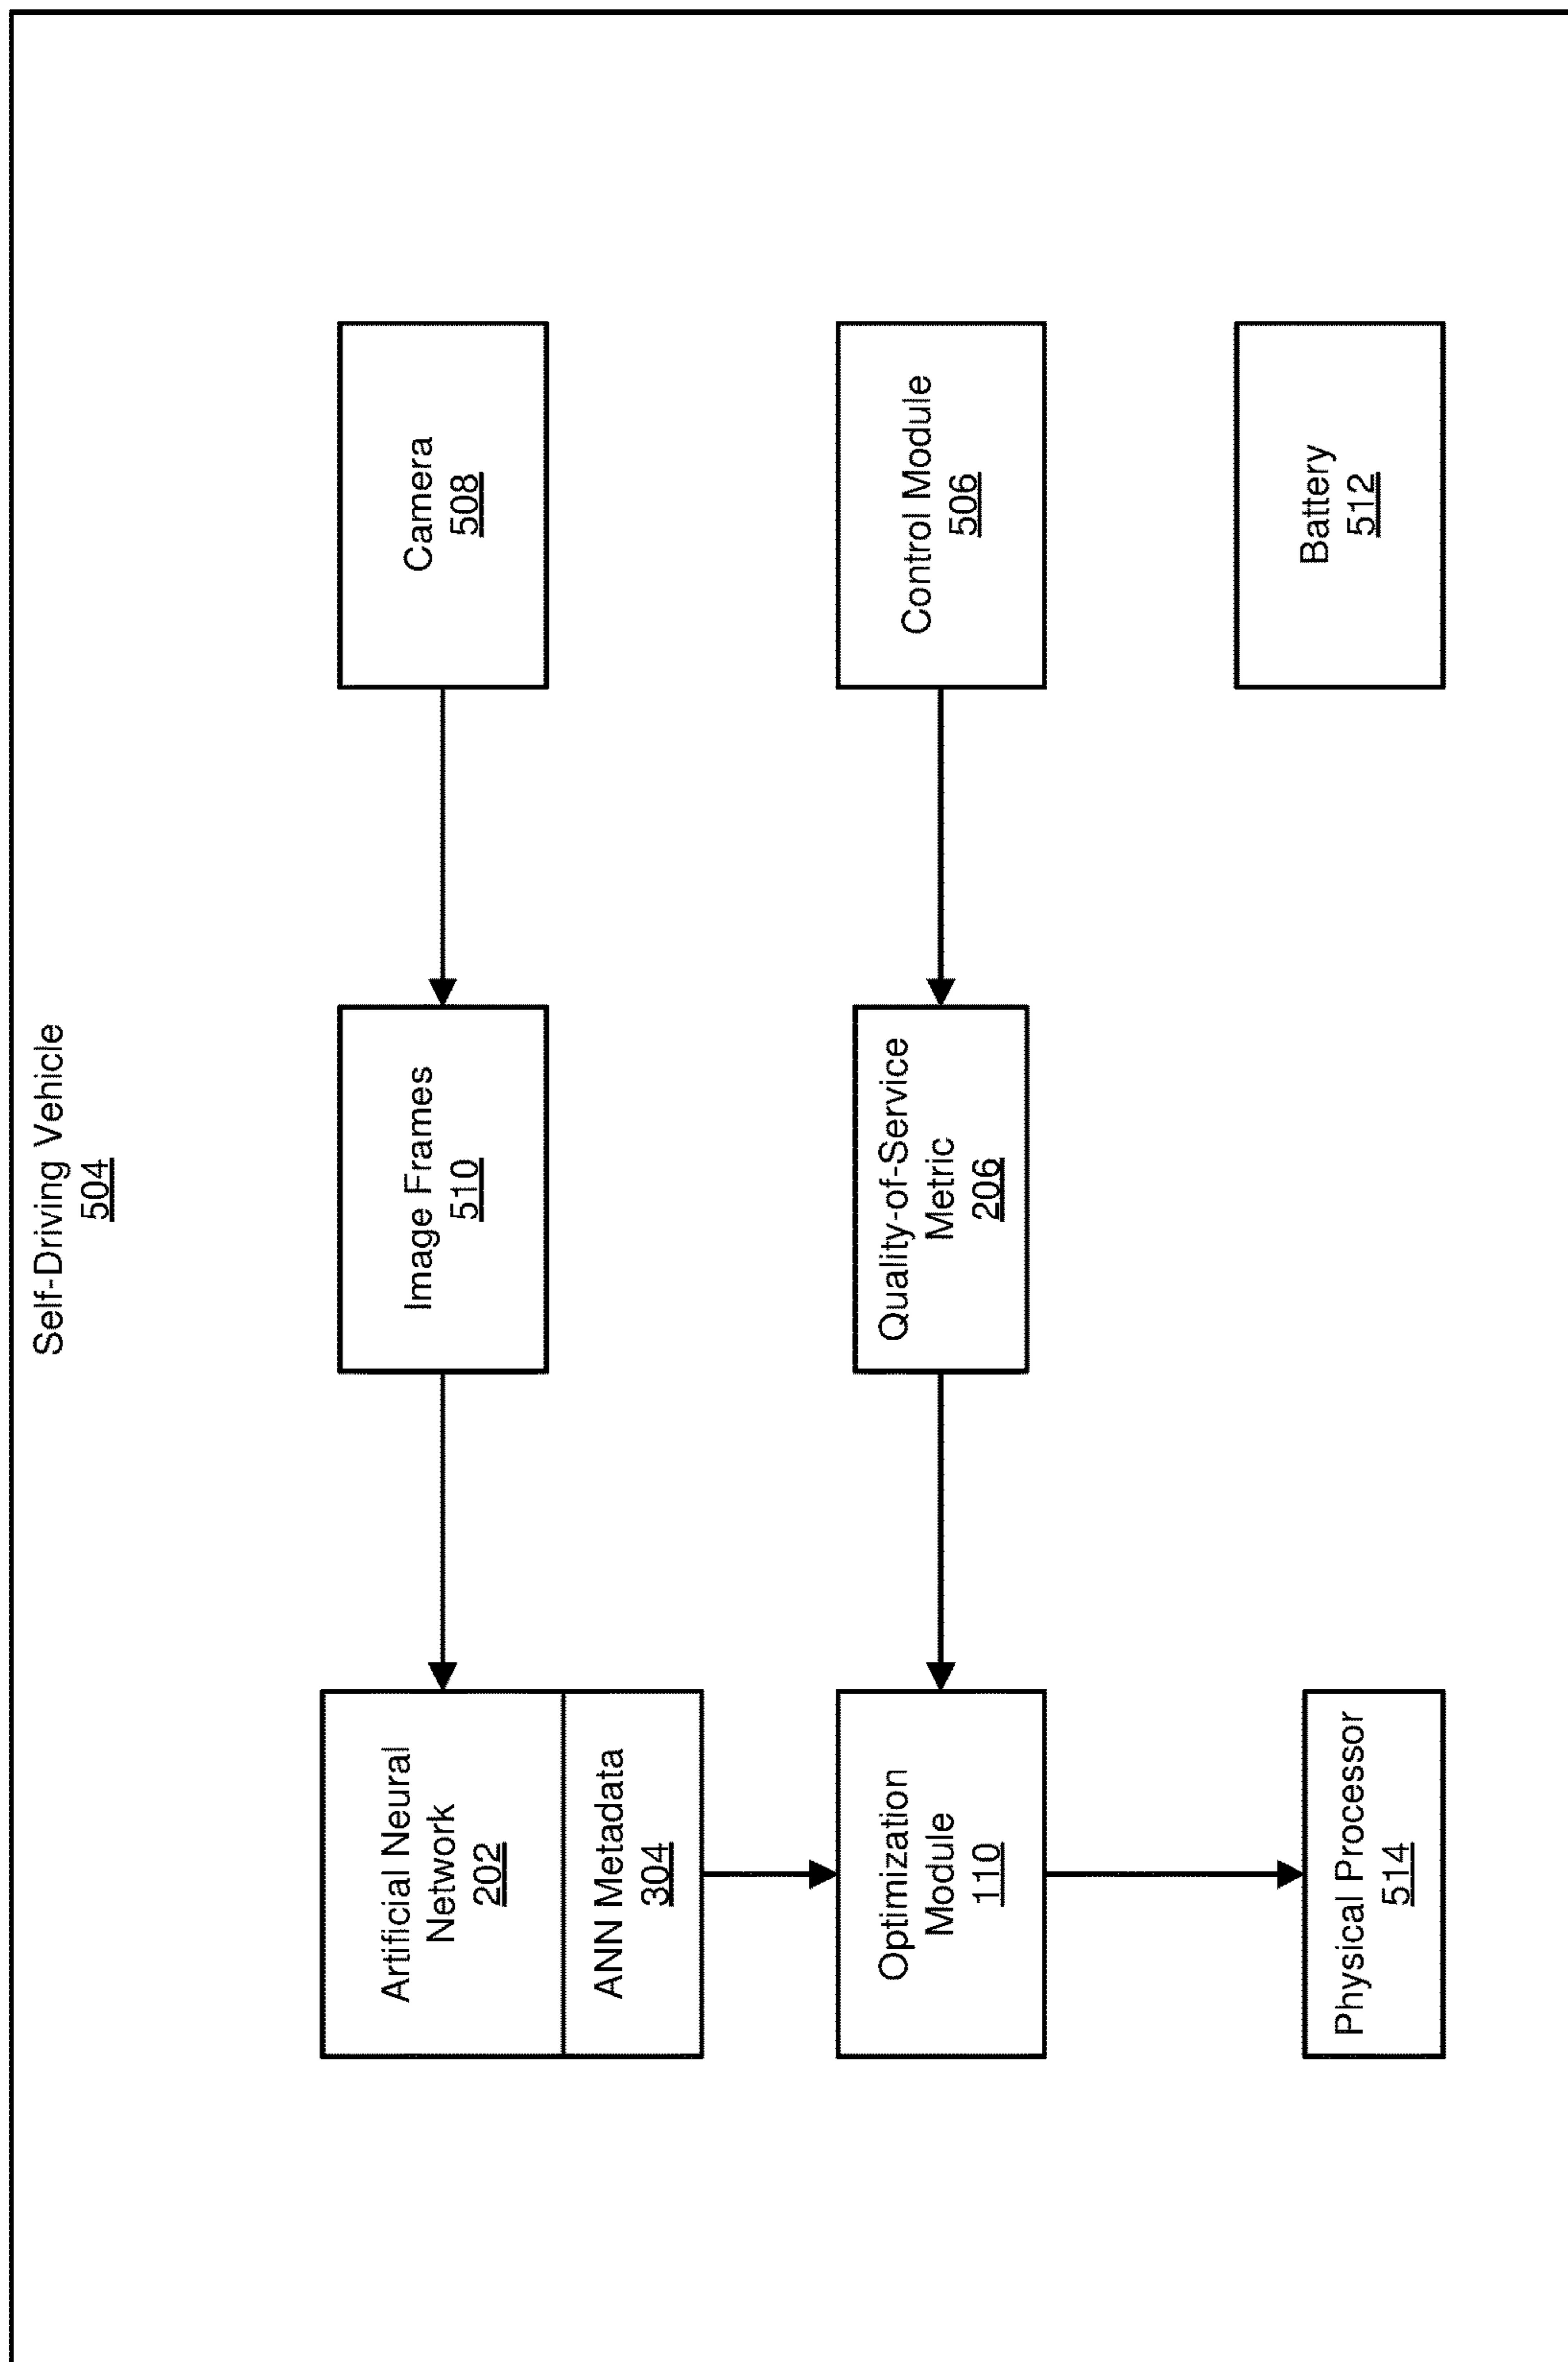 Self-Driving Vehicle
504
Artificial Neural
Network
202
ANN Metadata
304
Image Frames
510
Camera
508
Optimization
Module
110
Quality-of-Service
Metric
206
Control Module
506
Physical Processor
514
Battery
512